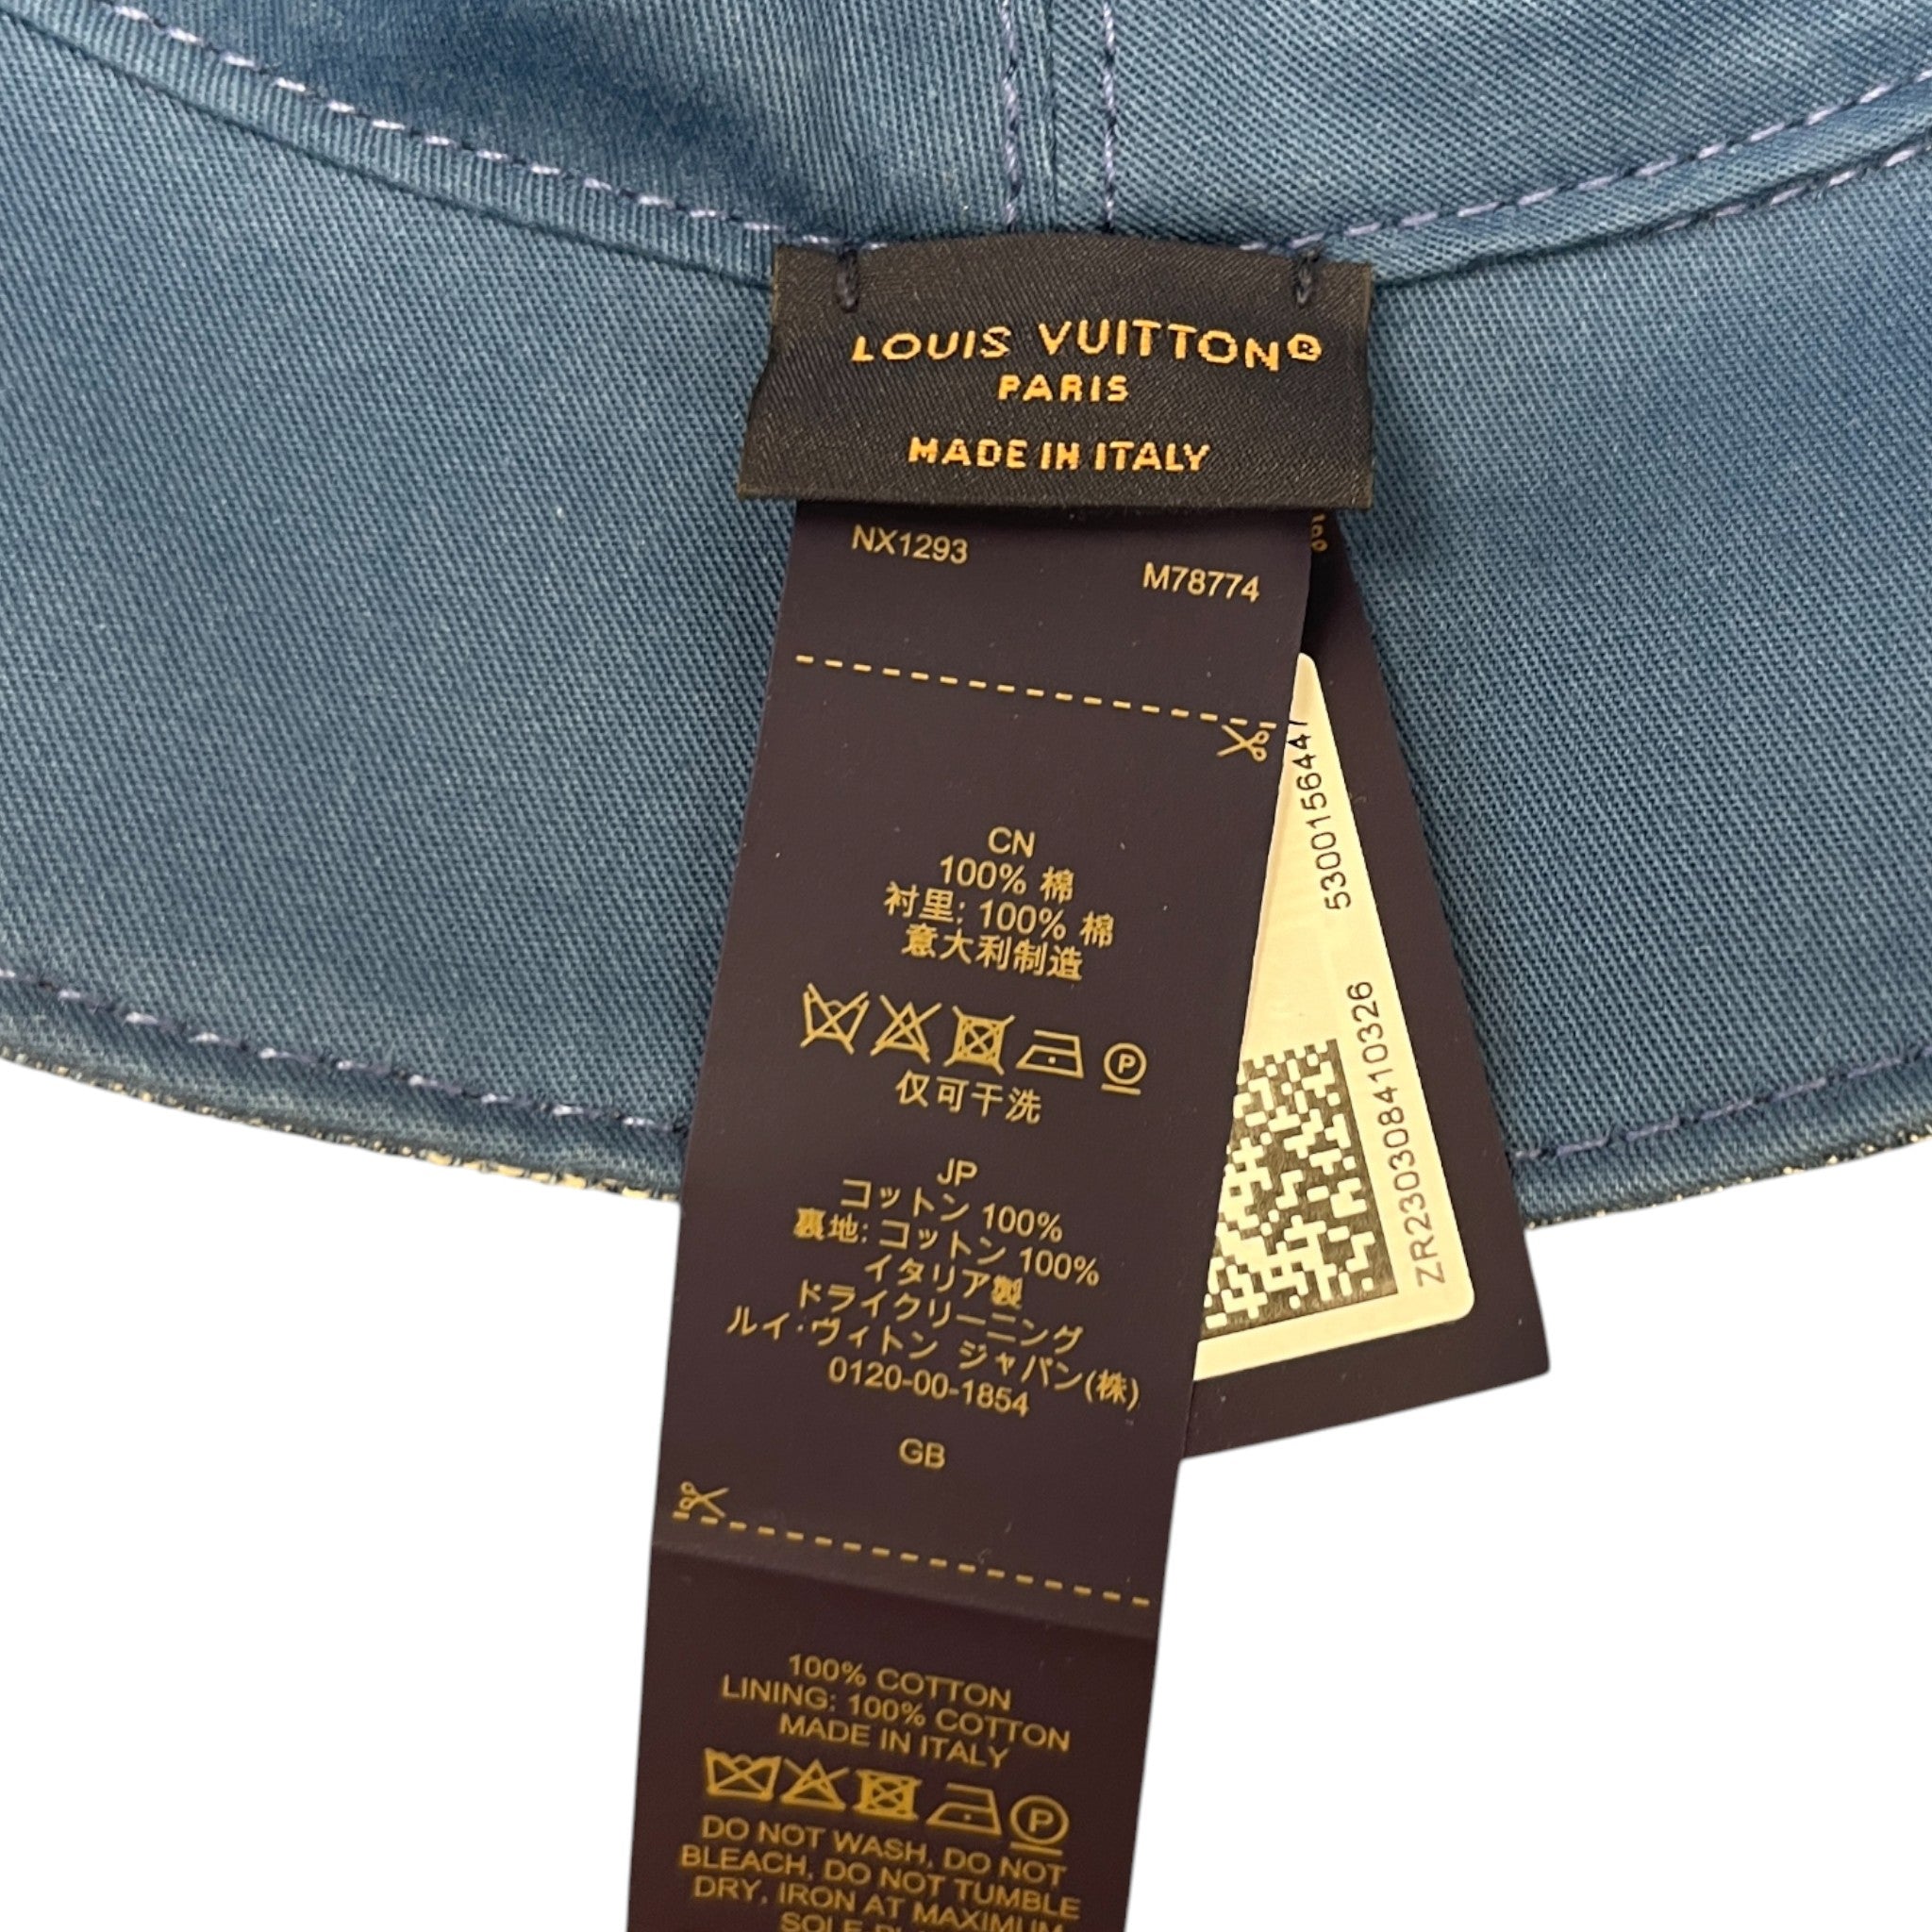 LOUIS VUITTON®
PARIS
MADE IN ITALY
NX1293
M78774
CN
100% 棉
衬里: 100% 棉
意大利制造
P
仅可干洗
JP
コットン 100%
裏地: コットン 100%
イタリア製
ドライクリーニング
ルイ・ヴィトン ジャパン(株)
0120-00-1854
GB
100% COTTON
LINING: 100% COTTON
MADE IN ITALY
P
DO NOT WASH, DO NOT
BLEACH, DO NOT TUMBLE
DRY, IRON AT MAXIMUM
SOLE
530015644
ZR230308410326